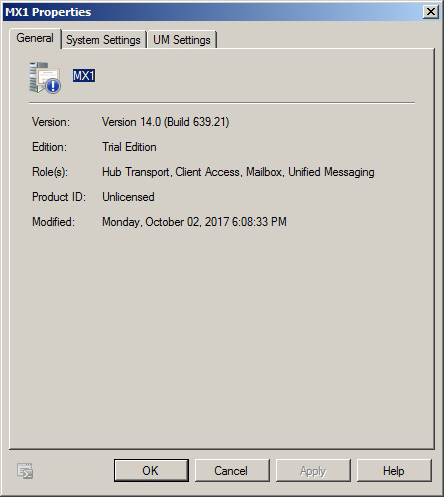 MX1 Properties
General System Settings UM Settings
MX1
Version: Version 14.0 (Build 639.21)
Edition: Trial Edition
Role(s): Hub Transport, Client Access, Mailbox, Unified Messaging
Product ID: Unlicensed
Modified: Monday, October 02, 2017 6:08:33 PM
OK Cancel Apply Help